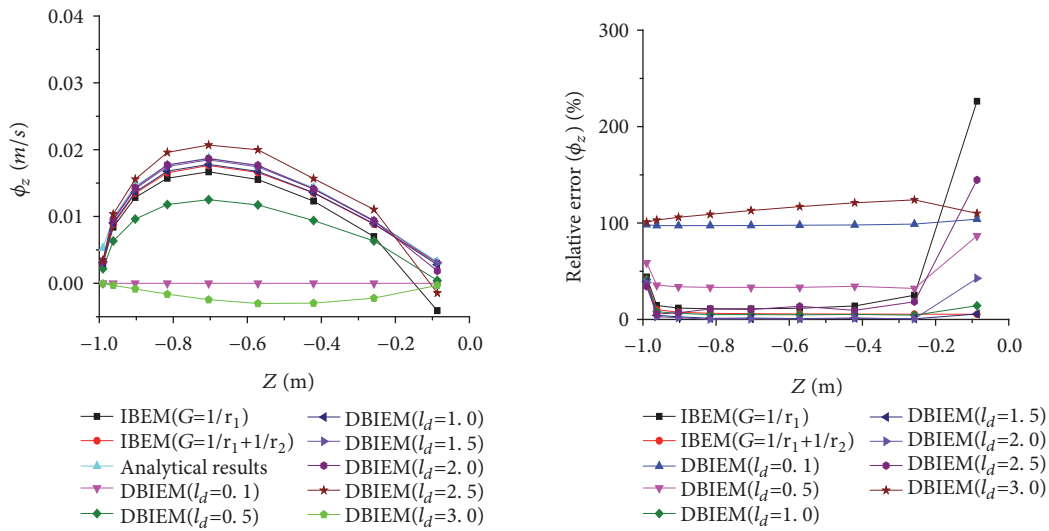 0.04
0.03
0.02
0.01
0.00
ϕz (m/s)
−1.0 −0.8 −0.6 −0.4 −0.2 0.0
Z (m)
IBEM(G=1/r1)
IBEM(G=1/r1+1/r2)
Analytical results
DBIEM(ld=0.1)
DBIEM(ld=0.5)
DBIEM(ld=1.0)
DBIEM(ld=1.5)
DBIEM(ld=2.0)
DBIEM(ld=2.5)
DBIEM(ld=3.0)
300
200
100
0
Relative error (ϕz) (%)
−1.0 −0.8 −0.6 −0.4 −0.2 0.0
Z (m)
IBEM(G=1/r1)
IBEM(G=1/r1+1/r2)
DBIEM(ld=0.1)
DBIEM(ld=0.5)
DBIEM(ld=1.0)
DBIEM(ld=1.5)
DBIEM(ld=2.0)
DBIEM(ld=2.5)
DBIEM(ld=3.0)